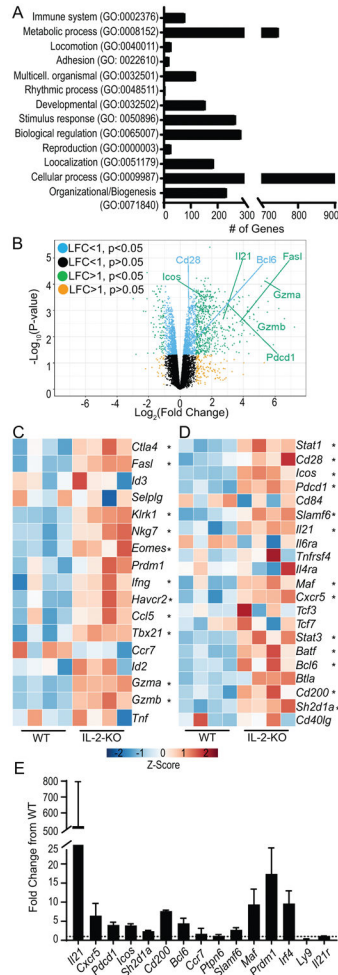 A
Immune system (GO:0002376)
Metabolic process (GO:0008152)
Locomotion (GO:0040011)
Adhesion (GO: 0022610)
Multicell. organismal (GO:0032501)
Rhythmic process (GO:0048511)
Developmental (GO:0032502)
Stimulus response (GO: 0050896)
Biological regulation (GO:0065007)
Reproduction (GO:0000003)
Loocalization (GO:0051179)
Cellular process (GO:0009987)
Organizational/Biogenesis
(GO:0071840)
0 100 200 300 700 800 900
# of Genes
B
LFC<1, p<0.05
LFC<1, p>0.05
LFC>1, p<0.05
LFC>1, p>0.05
Cd28
Icos
Il21
Bcl6
Fasl
Gzma
Gzmb
Pdcd1
-Log10(P-value)
5
4
3
2
1
0
-6 -4 -2 0 2 4 6
Log2(Fold Change)
C
Ctla4 *
Fasl *
Id3
Selplg
Klrk1 *
Nkg7 *
Eomes *
Prdm1
Ifng *
Havcr2 *
Ccl5 *
Tbx21 *
Ccr7
Id2
Gzma *
Gzmb *
Tnf
WT IL-2-KO
D
Stat1 *
Cd28 *
Icos *
Pdcd1 *
Cd84
Slamf6 *
Il21 *
Il6ra
Tnfrsf4
Il4ra
Maf *
Cxcr5 *
Tcf3
Tcf7
Stat3 *
Batf *
Bcl6 *
Btla
Cd200 *
Sh2d1a *
Cd40lg
WT IL-2-KO
-2 -1 0 1 2
Z-Score
E
Fold Change from WT
800
700
600
500
25
20
15
10
5
0
Il21 Cxcr5 Pdcd1 Icos Sh2d1a Cd200 Bcl6 Ccr7 Ptpn6 Slamf6 Maf Prdm1 Irf4 Ly9 Il21r